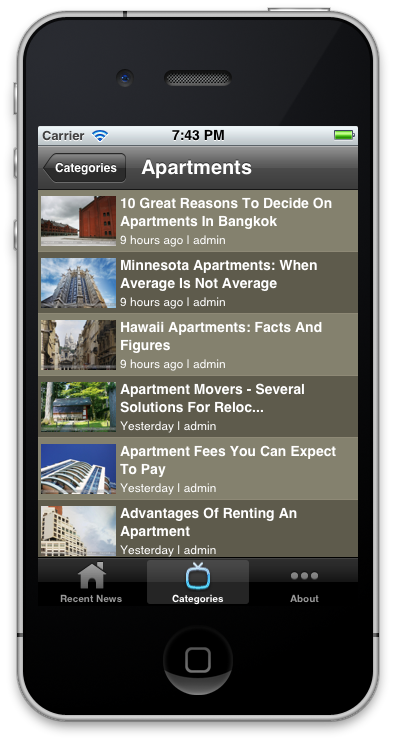 Carrier 7:43 PM
Categories Apartments
10 Great Reasons To Decide On
Apartments In Bangkok
9 hours ago | admin
Minnesota Apartments: When
Average Is Not Average
9 hours ago | admin
Hawaii Apartments: Facts And
Figures
9 hours ago | admin
Apartment Movers - Several
Solutions For Reloc...
Yesterday | admin
Apartment Fees You Can Expect
To Pay
Yesterday | admin
Advantages Of Renting An
Apartment
Yesterday | admin
Recent News Categories About